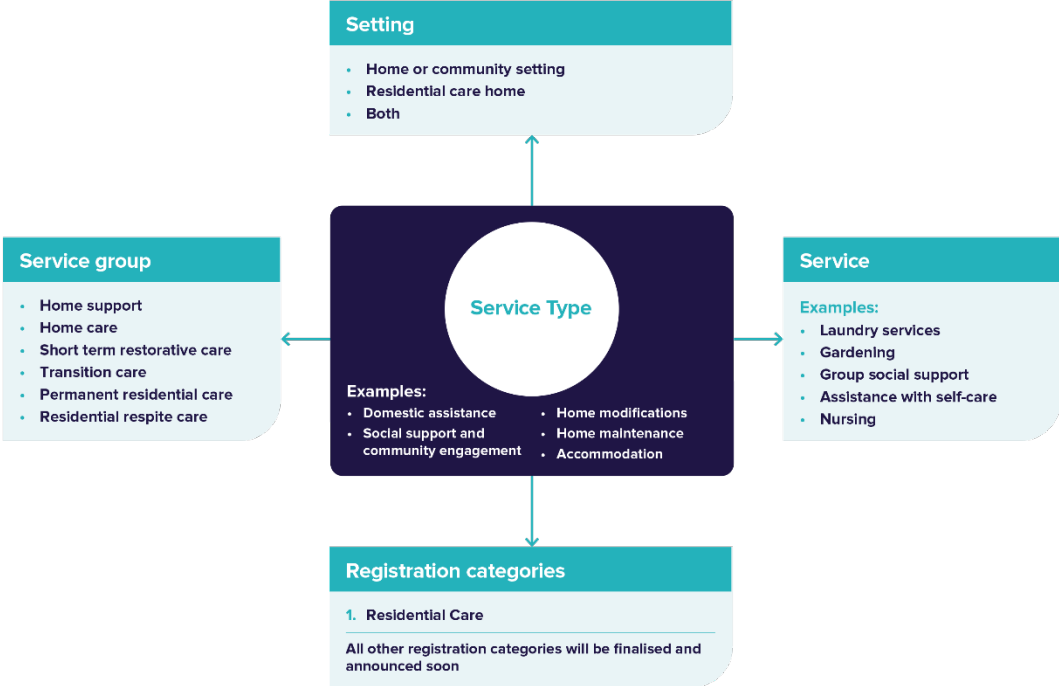 Setting
• Home or community setting
• Residential care home
• Both
Service group
• Home support
• Home care
• Short term restorative care
• Transition care
• Permanent residential care
• Residential respite care
Service Type
Examples:
• Domestic assistance
• Social support and
community engagement
• Home modifications
• Home maintenance
• Accommodation
Service
Examples:
• Laundry services
• Gardening
• Group social support
• Assistance with self-care
• Nursing
Registration categories
1. Residential Care
All other registration categories will be finalised and
announced soon